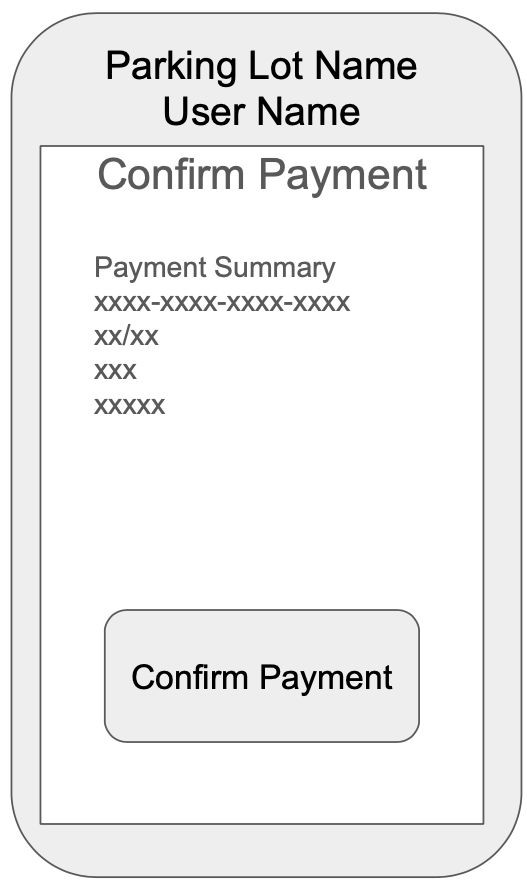 Parking Lot Name
User Name
Confirm Payment
Payment Summary
xxxx-xxxx-xxxx-xxxx
xx/xx
xxx
xxxxx
Confirm Payment